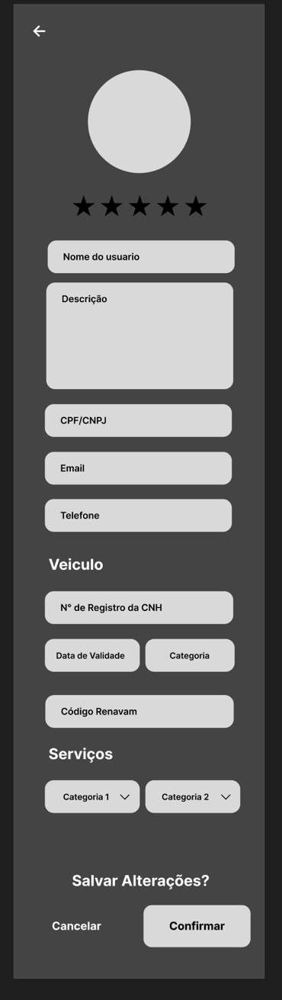 Nome do usuario
Descrição
CPF/CNPJ
Email
Telefone
Veiculo
N° de Registro da CNH
Data de Validade
Categoria
Código Renavam
Serviços
Categoria 1
Categoria 2
Salvar Alterações?
Cancelar
Confirmar